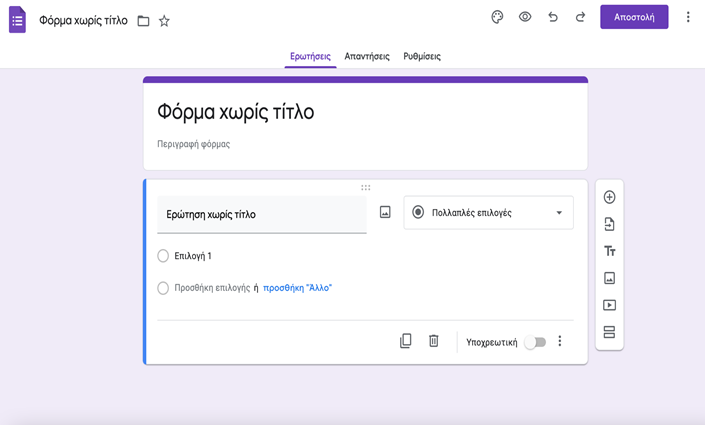 Φόρμα χωρίς τίτλο
Αποστολή
Ερωτήσεις Απαντήσεις Ρυθμίσεις
Φόρμα χωρίς τίτλο
Περιγραφή φόρμας
Ερώτηση χωρίς τίτλο
Πολλαπλές επιλογές
Επιλογή 1
Προσθήκη επιλογής ή προσθήκη "Άλλο"
Υποχρεωτική